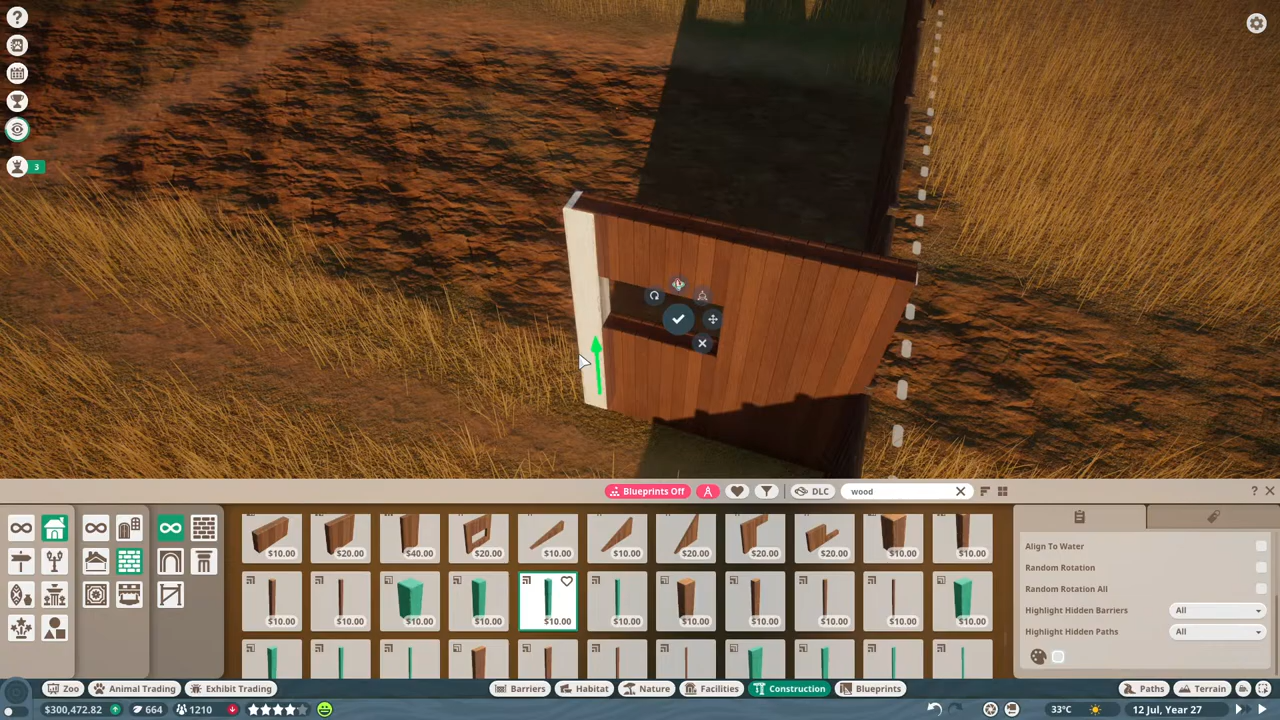 ?
3
Blueprints Off
DLC
wood
?
$10.00 $20.00 $40.00 $20.00 $10.00 $10.00 $20.00 $20.00 $20.00 $10.00 $10.00
$10.00 $10.00 $10.00 $10.00 $10.00 $10.00 $10.00 $10.00 $10.00 $10.00 $10.00
Align To Water
Random Rotation
Random Rotation All
Highlight Hidden Barriers All
Highlight Hidden Paths All
Zoo Animal Trading Exhibit Trading Barriers Habitat Nature Facilities Construction Blueprints Paths Terrain
$300,472.82 664 1210 33°C 12 Jul, Year 27